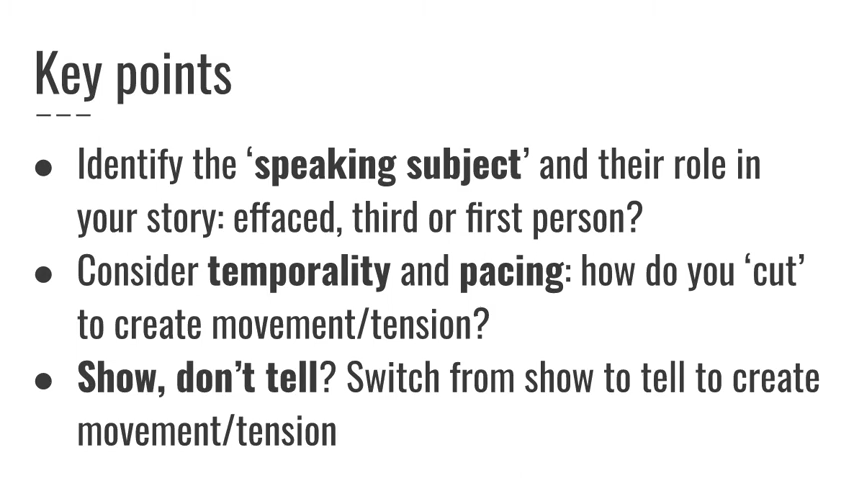 Key points
● Identify the ‘speaking subject’ and their role in
your story: effaced, third or first person?
● Consider temporality and pacing: how do you ‘cut’
to create movement/tension?
● Show, don’t tell? Switch from show to tell to create
movement/tension